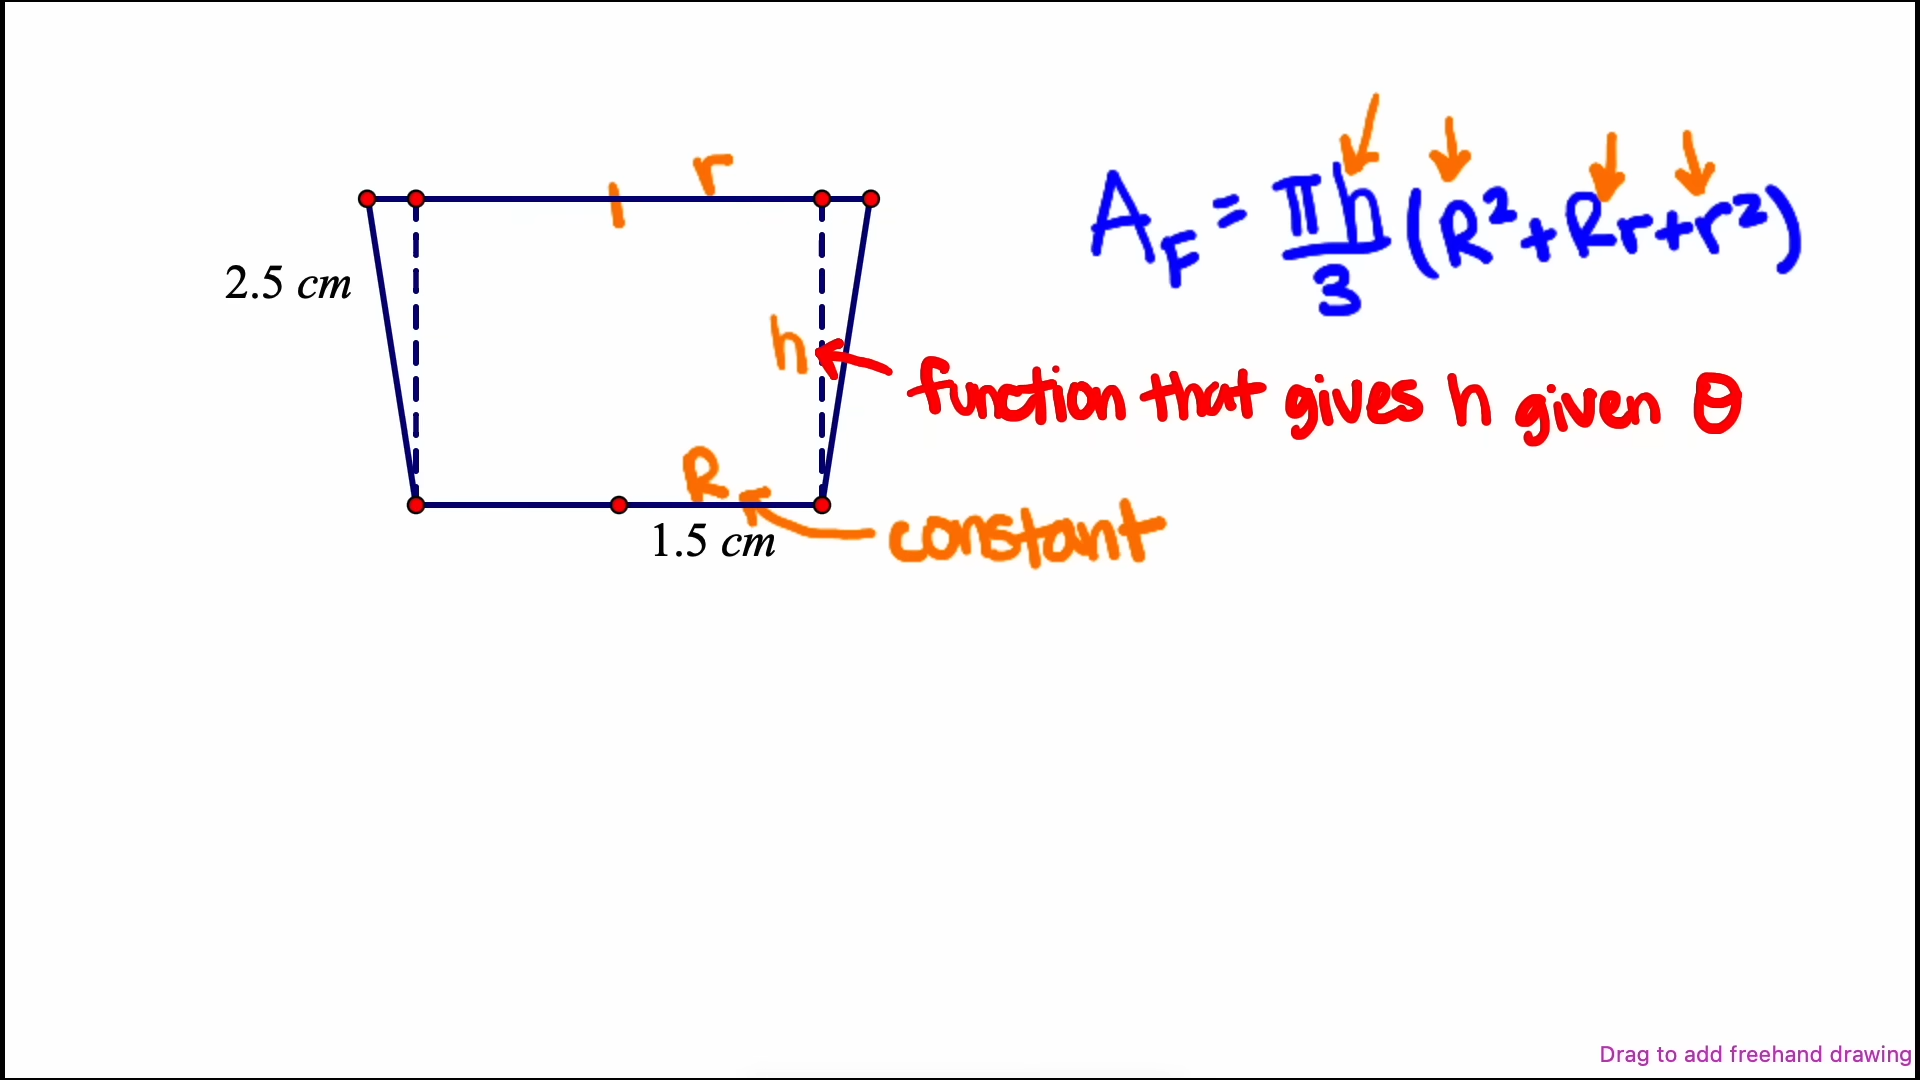 r
2.5 cm
A_F = πh/3 (R² + Rr + r²)
h
function that gives h given θ
R
constant
1.5 cm
Drag to add freehand drawing